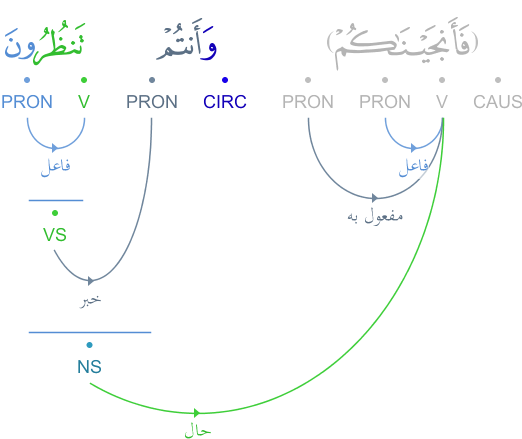 (فَأَنجَيْنَـٰكُمْ) وَأَنتُمْ تَنظُرُونَ
PRON V PRON CIRC PRON PRON V CAUS
فاعل فاعل
مفعول به
VS
خبر
NS
حال